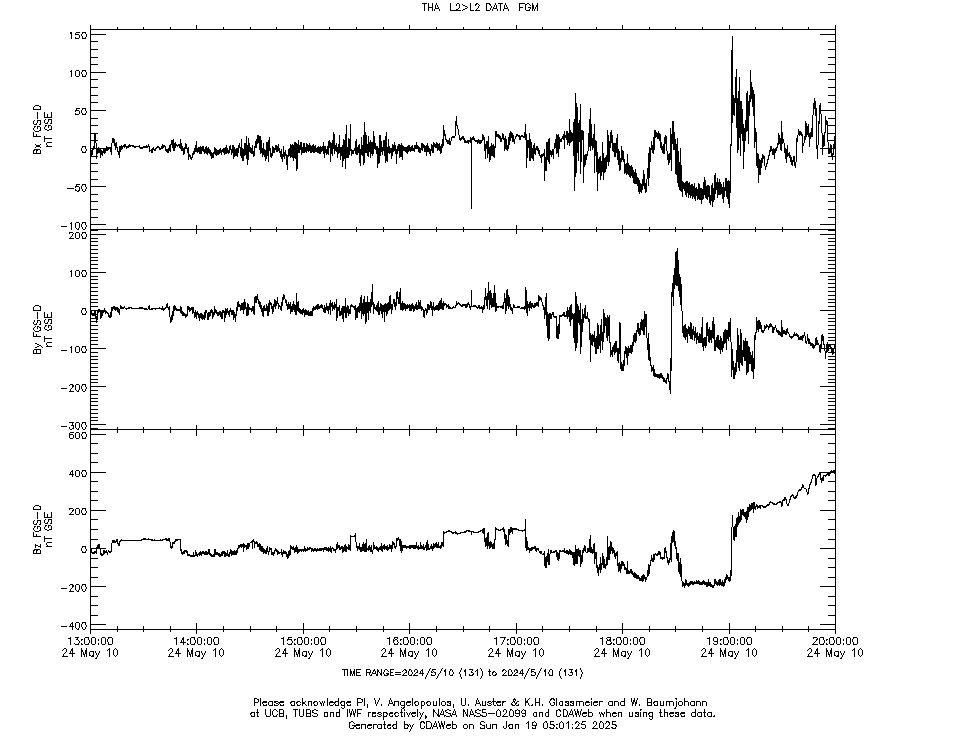 THA L2>L2 DATA FGM
150
100
50
0
-50
-100
Bx FGS-D
nT GSE
200
100
0
-100
-200
-300
By FGS-D
nT GSE
600
400
200
0
-200
-400
Bz FGS-D
nT GSE
13:00:00 14:00:00 15:00:00 16:00:00 17:00:00 18:00:00 19:00:00 20:00:00
24 May 10 24 May 10 24 May 10 24 May 10 24 May 10 24 May 10 24 May 10 24 May 10
TIME RANGE=2024/5/10 (131) to 2024/5/10 (131)
Please acknowledge PI, V. Angelopoulos, U. Auster & K.H. Glassmeier and W. Baumjohann
at UCB, TUBS and IWF respectively, NASA NAS5-02099 and CDAWeb when using these data.
Generated by CDAWeb on Sun Jan 19 05:01:25 2025